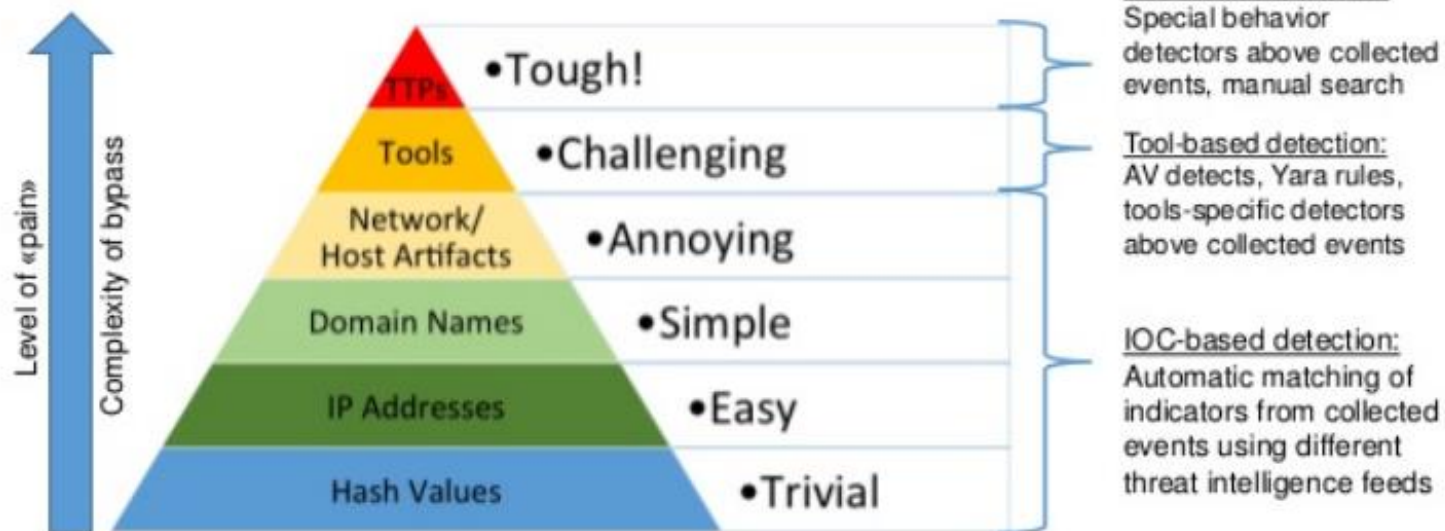 Special behavior
detectors above collected
events, manual search
TTPs
•Tough!
Tools
•Challenging
Tool-based detection:
AV detects, Yara rules,
tools-specific detectors
above collected events
Network/
Host Artifacts
•Annoying
Domain Names
•Simple
IP Addresses
•Easy
Hash Values
•Trivial
IOC-based detection:
Automatic matching of
indicators from collected
events using different
threat intelligence feeds
Level of «pain»
Complexity of bypass